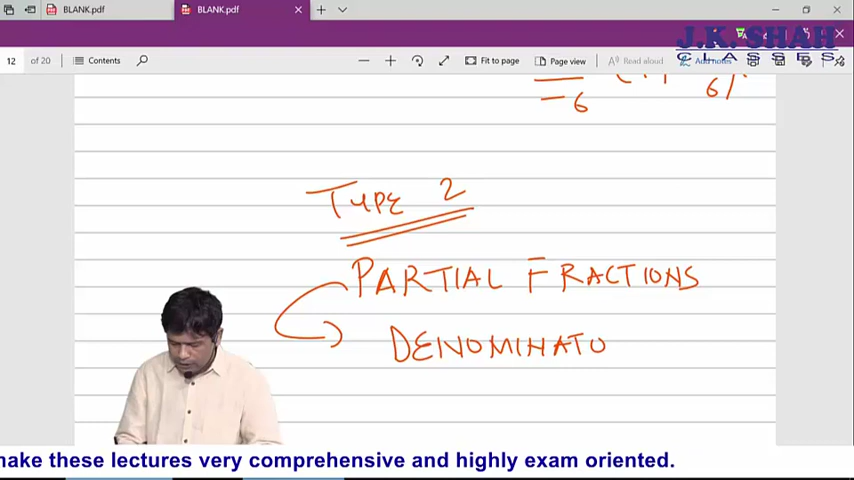 BLANK.pdf
BLANK.pdf
J.K. SHAH
CLASSES
12 of 20
Contents
Fit to page
Page view
Read aloud
Add notes
6
6
TYPE 2
PARTIAL FRACTIONS
DENOMINATO
make these lectures very comprehensive and highly exam oriented.